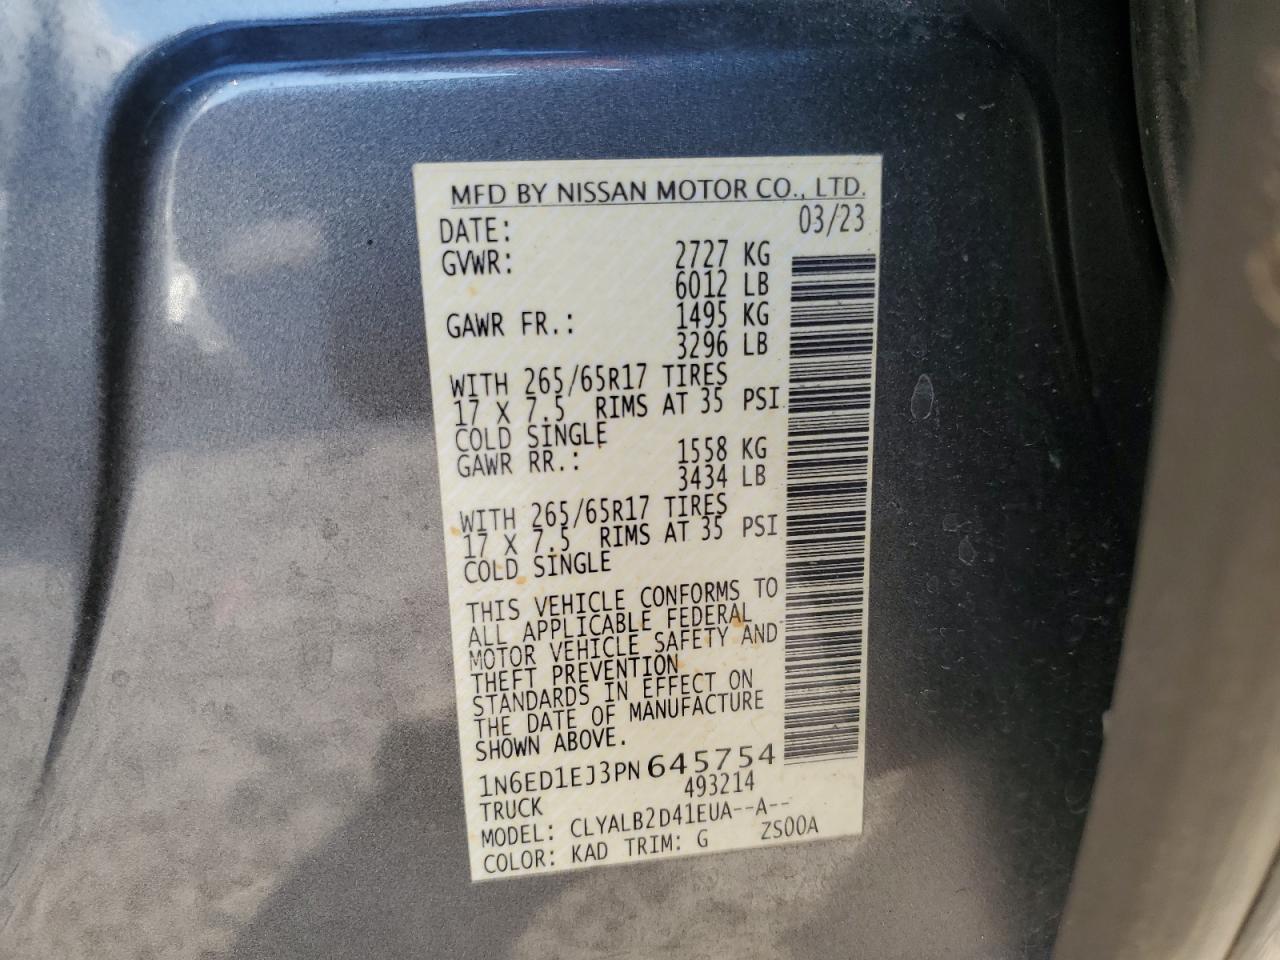 MFD BY NISSAN MOTOR CO., LTD.
DATE: 03/23
GVWR: 2727 KG
6012 LB
GAWR FR.: 1495 KG
3296 LB
WITH 265/65R17 TIRES
17 X 7.5 RIMS AT 35 PSI
COLD SINGLE
GAWR RR.: 1558 KG
3434 LB
WITH 265/65R17 TIRES
17 X 7.5 RIMS AT 35 PSI
COLD SINGLE
THIS VEHICLE CONFORMS TO
ALL APPLICABLE FEDERAL
MOTOR VEHICLE SAFETY AND
THEFT PREVENTION
STANDARDS IN EFFECT ON
THE DATE OF MANUFACTURE
SHOWN ABOVE.
1N6ED1EJ3PN645754
TRUCK 493214
MODEL: CLYALB2D41EUA--A--
COLOR: KAD TRIM: G ZS00A